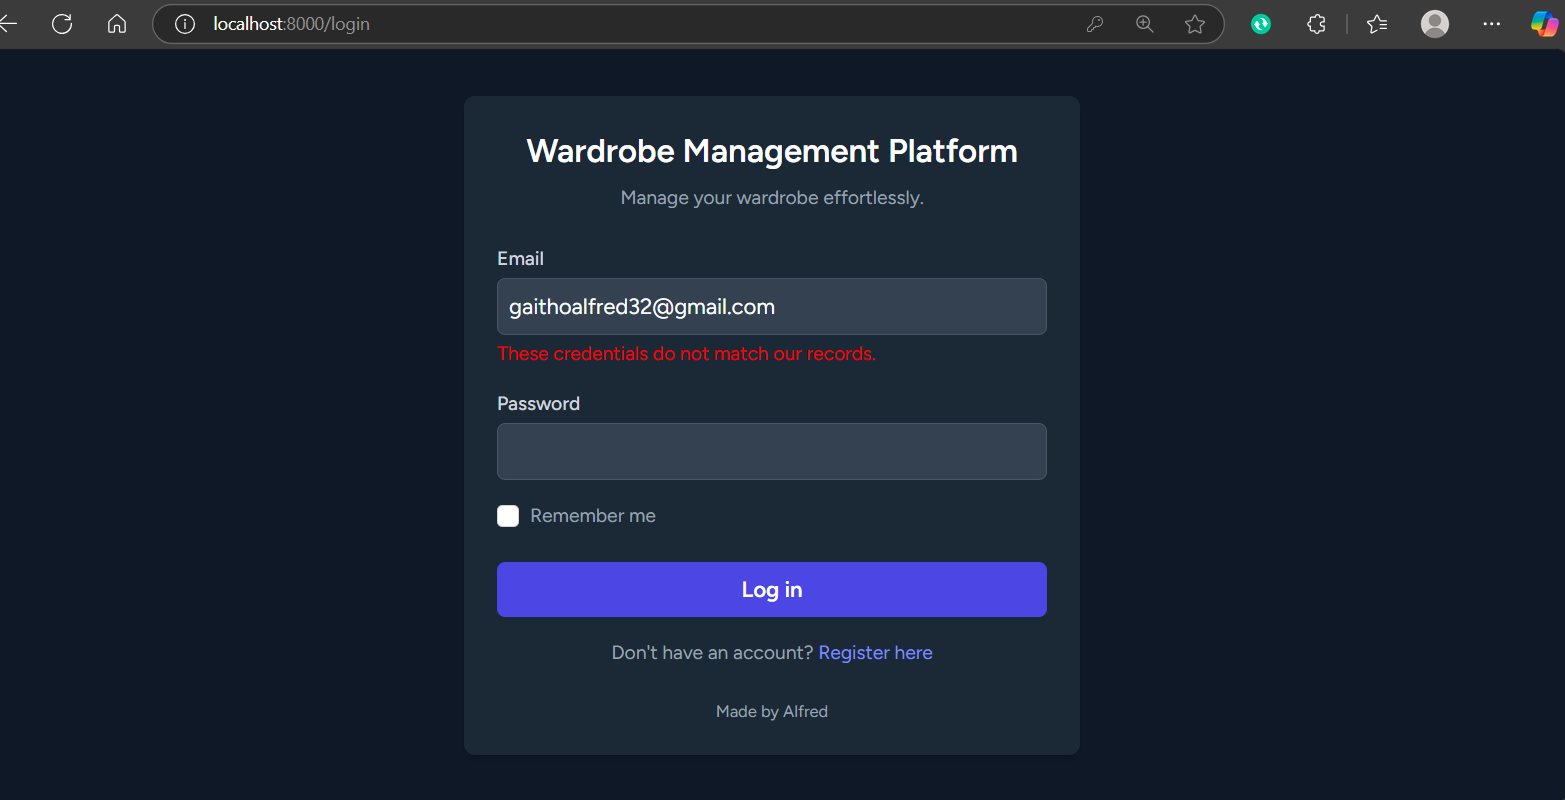 localhost:8000/login
Wardrobe Management Platform
Manage your wardrobe effortlessly.
Email
gaithoalfred32@gmail.com
These credentials do not match our records.
Password
Remember me
Log in
Don't have an account? Register here
Made by Alfred